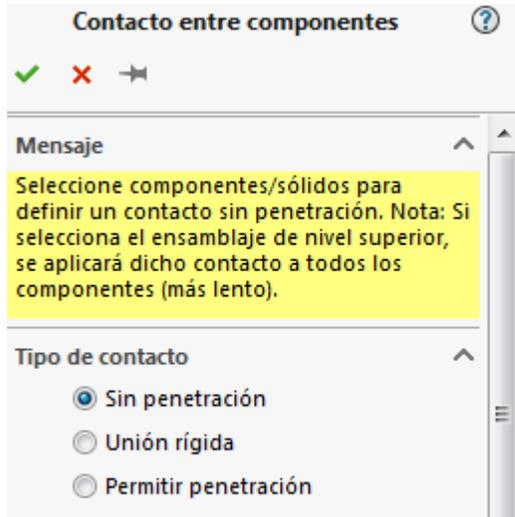 Contacto entre componentes
Mensaje
Seleccione componentes/sólidos para
definir un contacto sin penetración. Nota: Si
selecciona el ensamblaje de nivel superior,
se aplicará dicho contacto a todos los
componentes (más lento).
Tipo de contacto
Sin penetración
Unión rígida
Permitir penetración